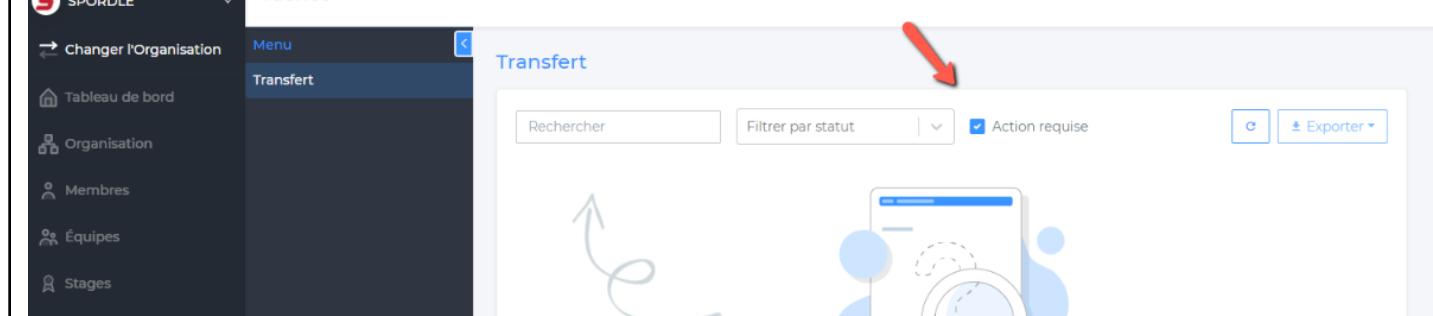 SPORDLE
Changer l'Organisation
Tableau de bord
Organisation
Membres
Équipes
Stages
Menu
Transfert
Transfert
Rechercher
Filtrer par statut
Action requise
Exporter